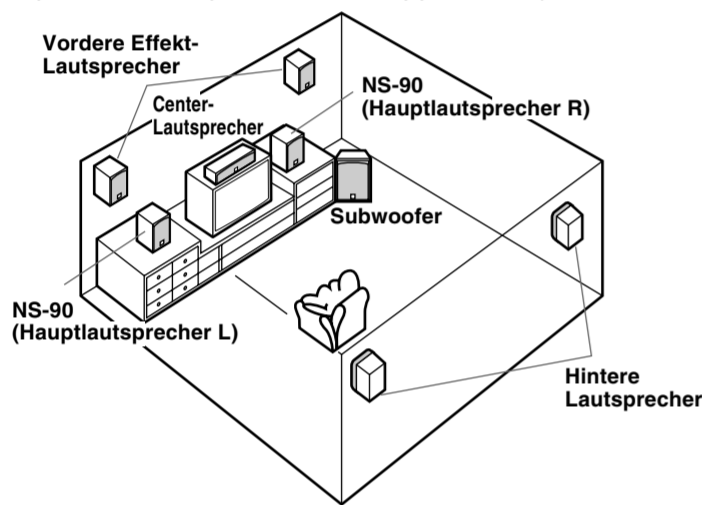 Vordere Effekt-
Lautsprecher
Center-
Lautsprecher
NS-90
(Hauptlautsprecher R)
Subwoofer
NS-90
(Hauptlautsprecher L)
Hintere
Lautsprecher